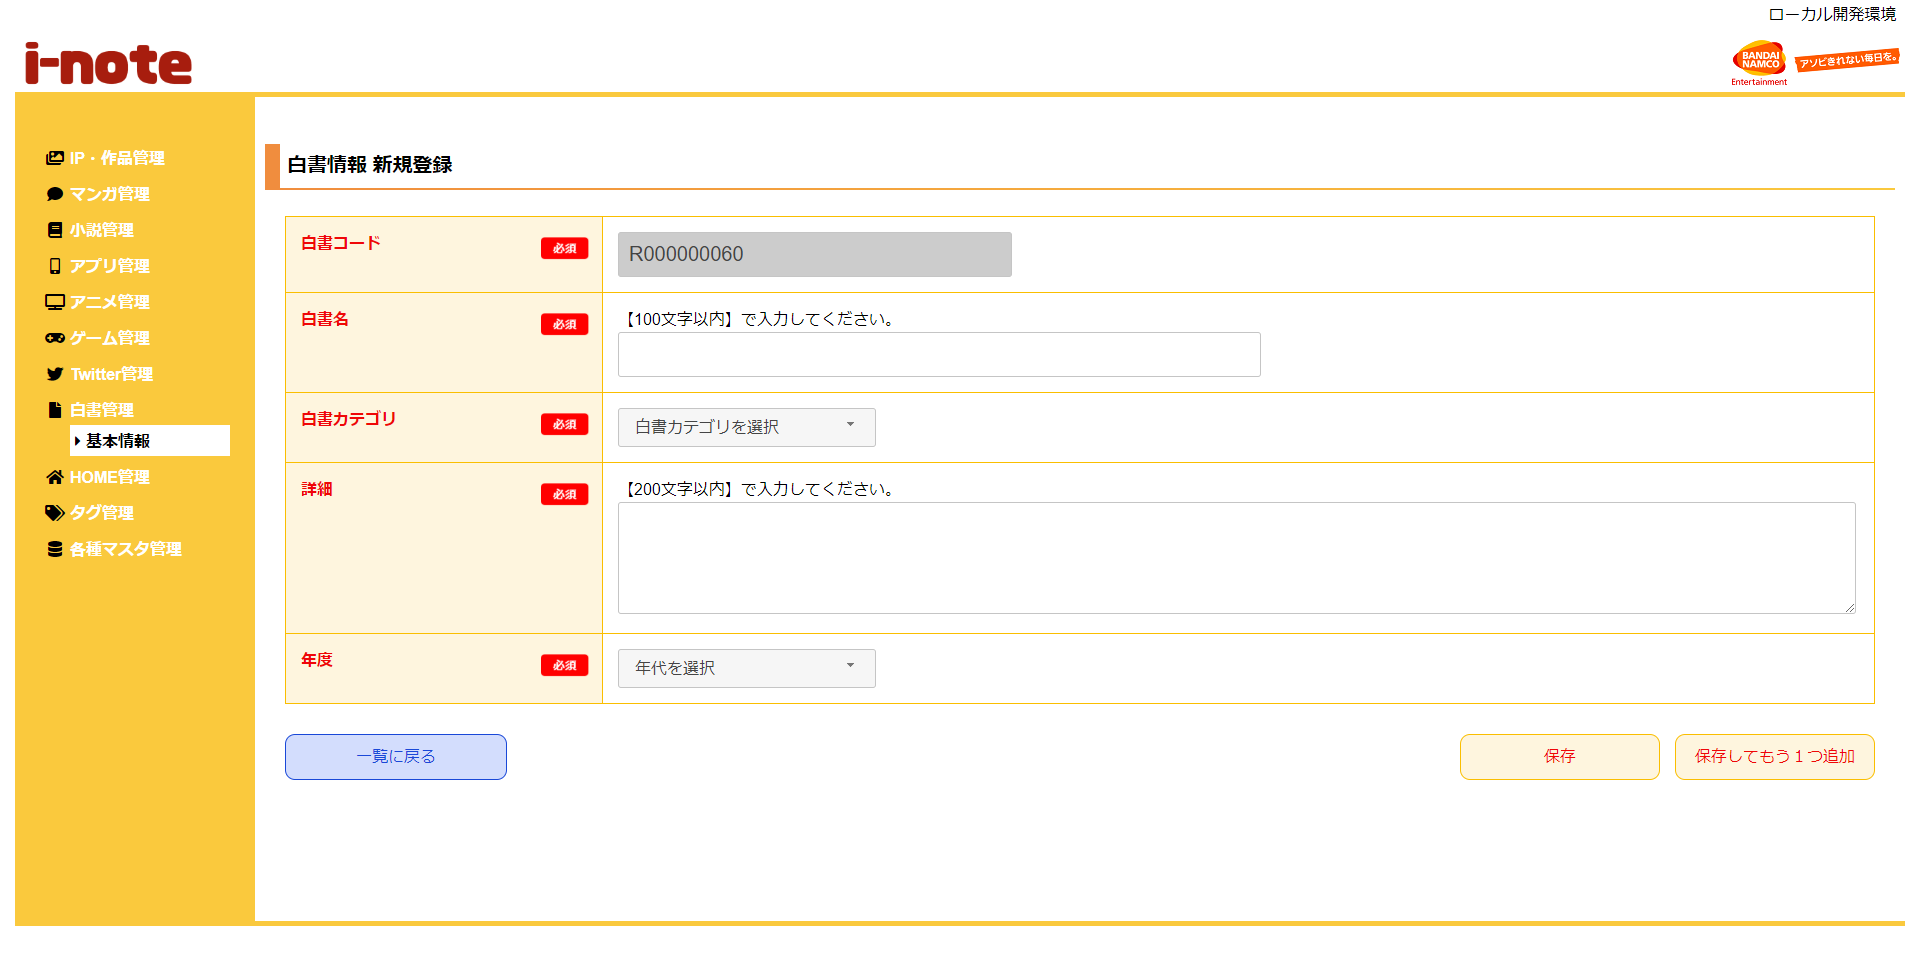 ローカル開発環境
i-note
BANDAI
NAMCO
Entertainment
アソビきれない毎日を。
IP・作品管理
マンガ管理
小説管理
アプリ管理
アニメ管理
ゲーム管理
Twitter管理
白書管理
基本情報
HOME管理
タグ管理
各種マスタ管理
白書情報 新規登録
白書コード 必須 R000000060
白書名 必須 【100文字以内】で入力してください。
白書カテゴリ 必須 白書カテゴリを選択
詳細 必須 【200文字以内】で入力してください。
年度 必須 年代を選択
一覧に戻る 保存 保存してもう１つ追加